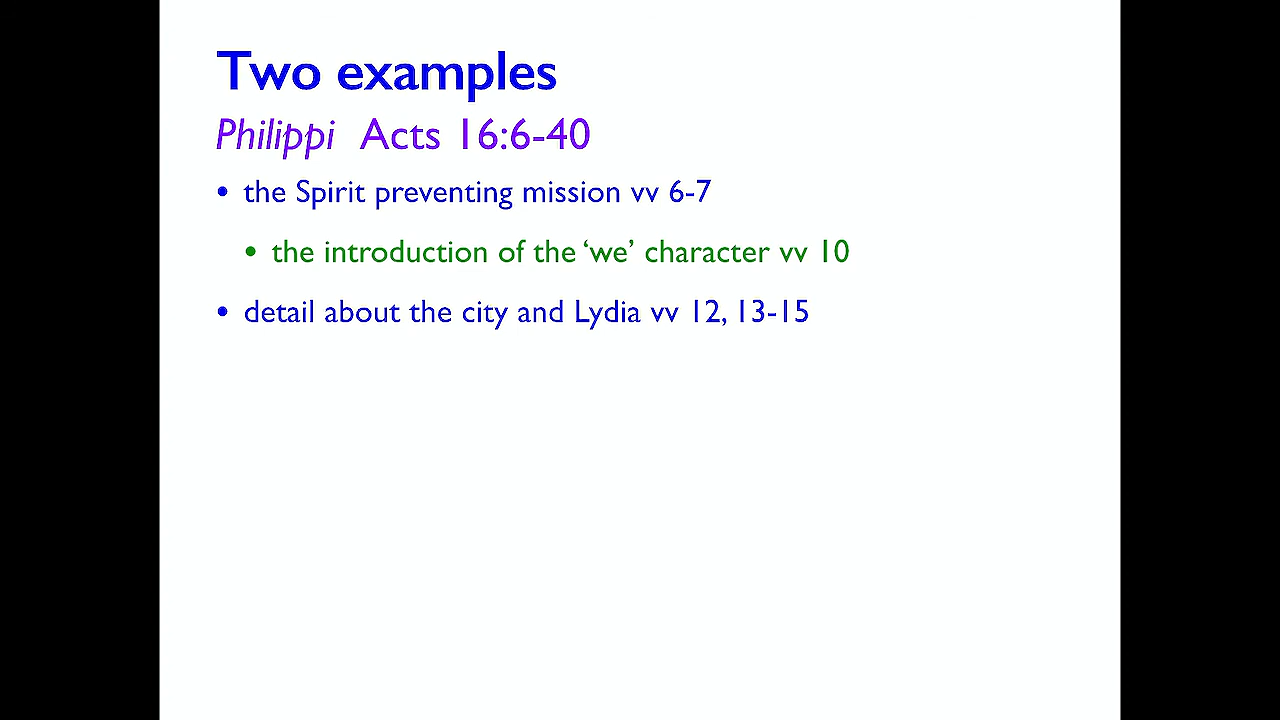 Two examples
Philippi Acts 16:6-40
• the Spirit preventing mission vv 6-7
• the introduction of the ‘we’ character vv 10
• detail about the city and Lydia vv 12, 13-15